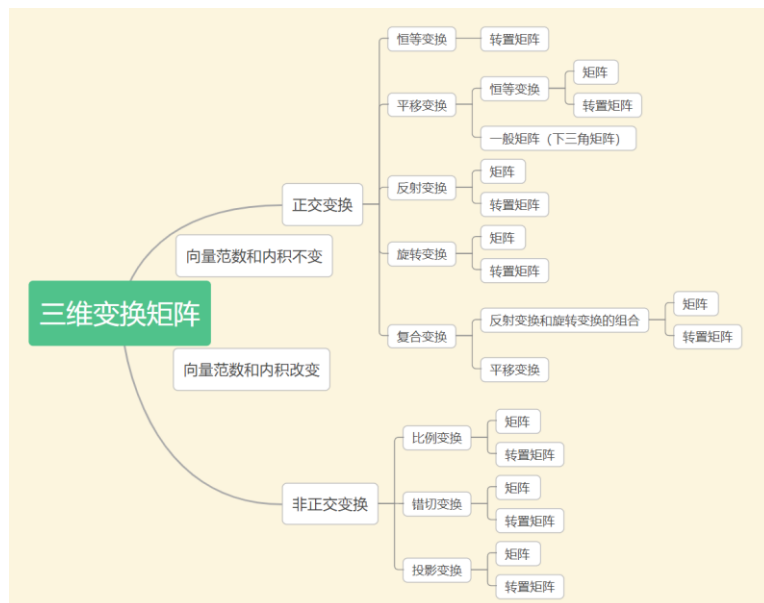 恒等变换
转置矩阵
平移变换
恒等变换
矩阵
转置矩阵
一般矩阵（下三角矩阵）
反射变换
矩阵
转置矩阵
正交变换
旋转变换
矩阵
转置矩阵
向量范数和内积不变
复合变换
反射变换和旋转变换的组合
矩阵
转置矩阵
平移变换
三维变换矩阵
向量范数和内积改变
非正交变换
比例变换
矩阵
转置矩阵
错切变换
矩阵
转置矩阵
投影变换
矩阵
转置矩阵